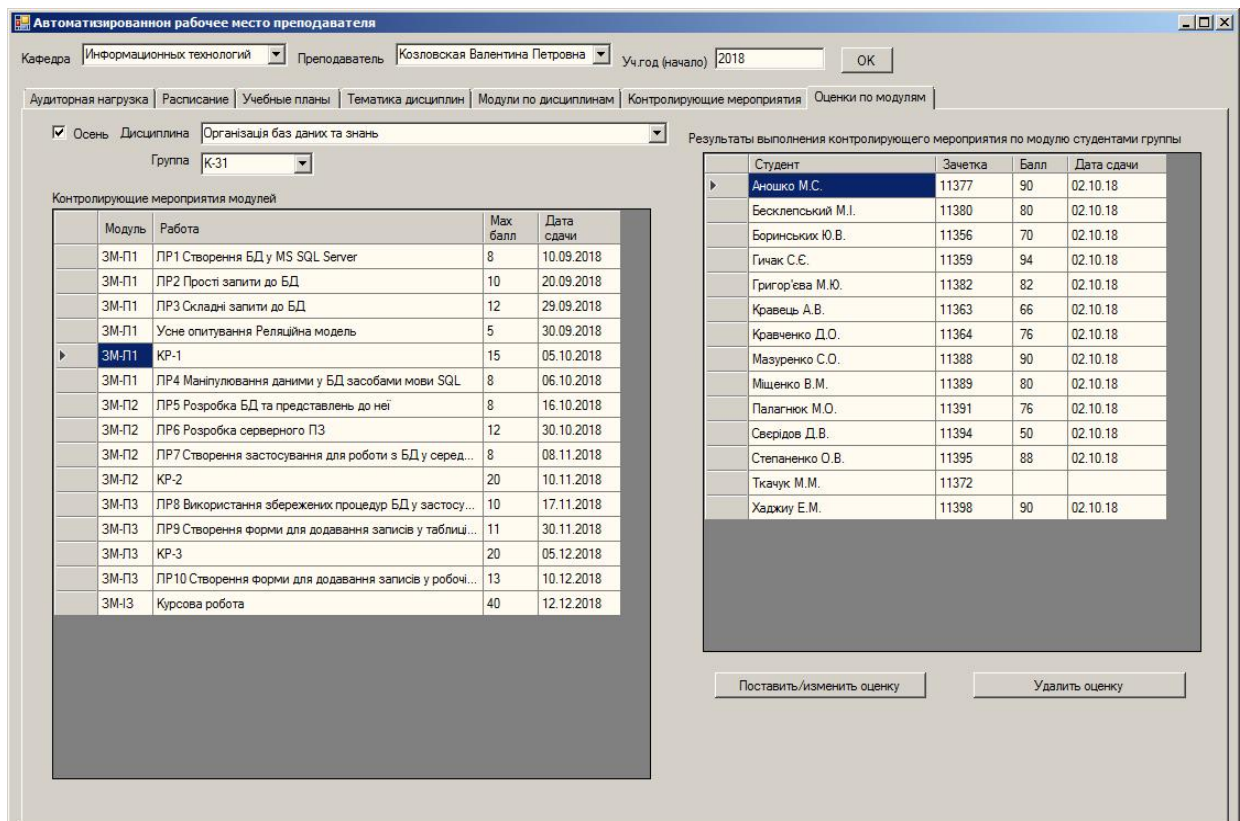 Автоматизированнон рабочее место преподавателя
Кафедра Информационных технологий Преподаватель Козловская Валентина Петровна Уч.год (начало) 2018 OK
Аудиторная нагрузка Расписание Учебные планы Тематика дисциплин Модули по дисциплинам Контролирующие мероприятия Оценки по модулям
Осень Дисциплина Організація баз даних та знань
Группа К-31
Контролирующие мероприятия модулей
Модуль Работа Max балл Дата сдачи
ЗМ-П1 ЛР1 Створення БД у MS SQL Server 8 10.09.2018
ЗМ-П1 ЛР2 Прості запити до БД 10 20.09.2018
ЗМ-П1 ЛР3 Складні запити до БД 12 29.09.2018
ЗМ-П1 Усне опитування Реляційна модель 5 30.09.2018
ЗМ-П1 КР-1 15 05.10.2018
ЗМ-П1 ЛР4 Маніпулювання даними у БД засобами мови SQL 8 06.10.2018
ЗМ-П2 ЛР5 Розробка БД та представлень до неї 8 16.10.2018
ЗМ-П2 ЛР6 Розробка серверного ПЗ 12 30.10.2018
ЗМ-П2 ЛР7 Створення застосування для роботи з БД у серед... 8 08.11.2018
ЗМ-П2 КР-2 20 10.11.2018
ЗМ-П3 ЛР8 Використання збережених процедур БД у застосу... 10 17.11.2018
ЗМ-П3 ЛР9 Створення форми для додавання записів у таблиці... 11 30.11.2018
ЗМ-П3 КР-3 20 05.12.2018
ЗМ-П3 ЛР10 Створення форми для додавання записів у робочі... 13 10.12.2018
ЗМ-ІЗ Курсова робота 40 12.12.2018
Результаты выполнения контролирующего мероприятия по модулю студентами группы
Студент Зачетка Балл Дата сдачи
Аношко М.С. 11377 90 02.10.18
Бесклепський М.І. 11380 80 02.10.18
Боринських Ю.В. 11356 70 02.10.18
Гичак С.Є. 11359 94 02.10.18
Григор'єва М.Ю. 11382 82 02.10.18
Кравець А.В. 11363 66 02.10.18
Кравченко Д.О. 11364 76 02.10.18
Мазуренко С.О. 11388 90 02.10.18
Міщенко В.М. 11389 80 02.10.18
Палагнюк М.О. 11391 76 02.10.18
Свєрідов Д.В. 11394 50 02.10.18
Степаненко О.В. 11395 88 02.10.18
Ткачук М.М. 11372
Хаджиу Е.М. 11398 90 02.10.18
Поставить/изменить оценку Удалить оценку